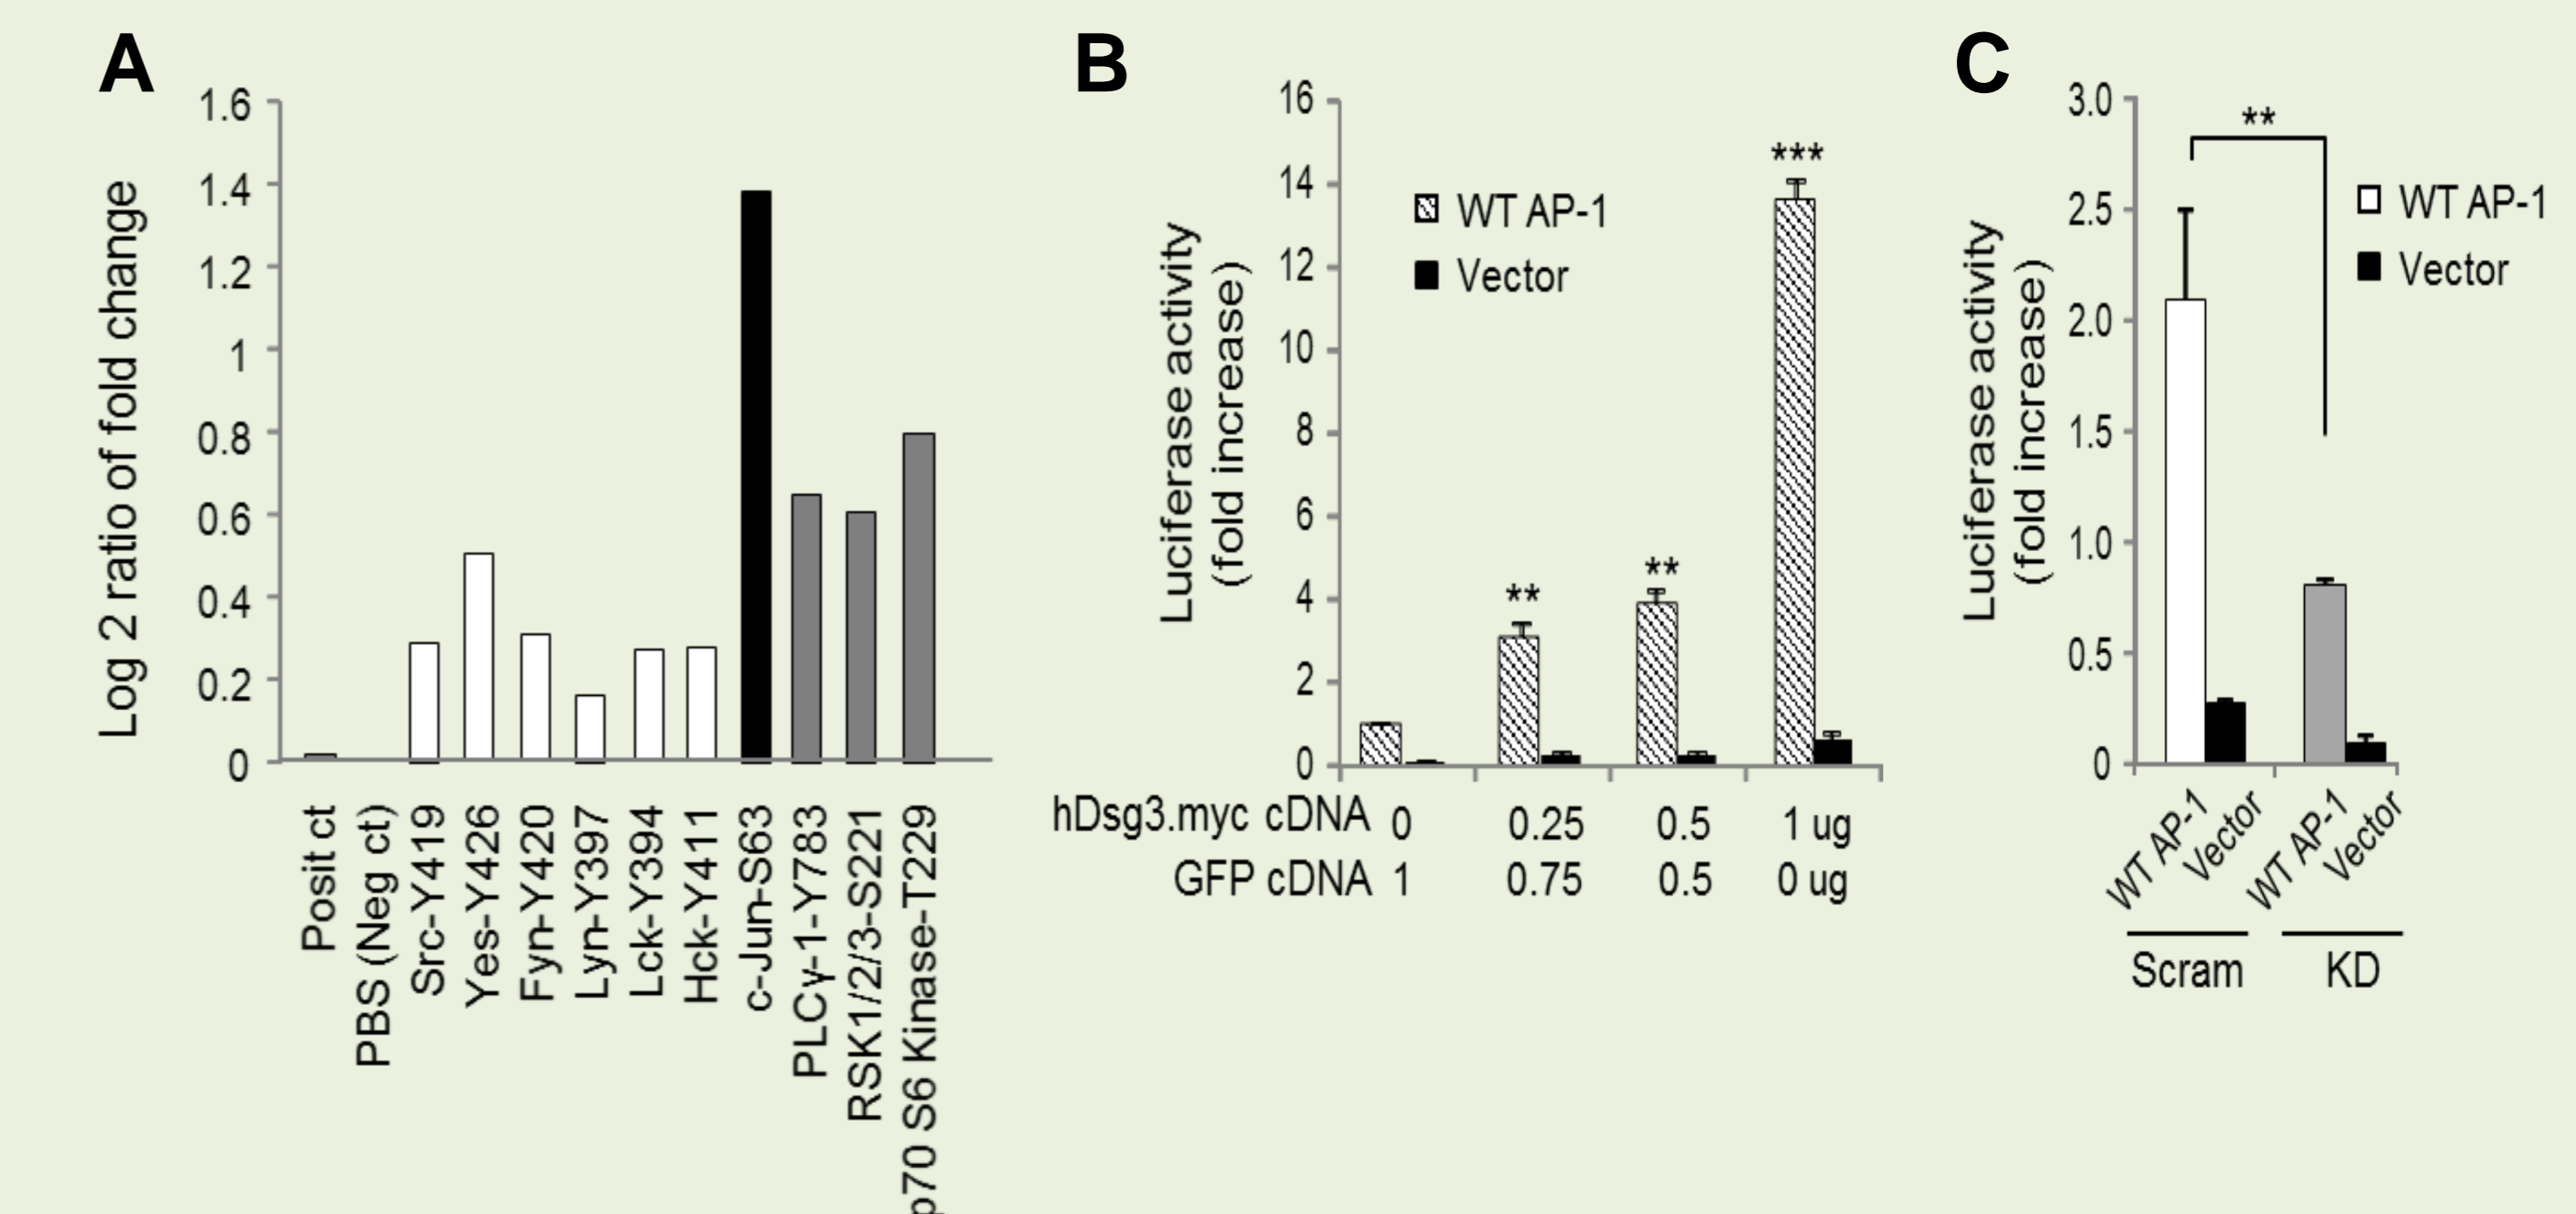 A
Log 2 ratio of fold change
1.6
1.4
1.2
1
0.8
0.6
0.4
0.2
0
Posit ct
PBS (Neg ct)
Src-Y419
Yes-Y426
Fyn-Y420
Lyn-Y397
Lck-Y394
Hck-Y411
c-Jun-S63
PLCγ-1-Y783
RSK1/2/3-S221
p70 S6 Kinase-T229
B
Luciferase activity
(fold increase)
16
14
12
10
8
6
4
2
0
WT AP-1
Vector
**
**
***
hDsg3.myc cDNA 0 0.25 0.5 1 ug
GFP cDNA 1 0.75 0.5 0 ug
C
Luciferase activity
(fold increase)
3.0
2.5
2.0
1.5
1.0
0.5
0
**
WT AP-1
Vector
WT AP-1
Vector
WT AP-1
Vector
Scram
KD